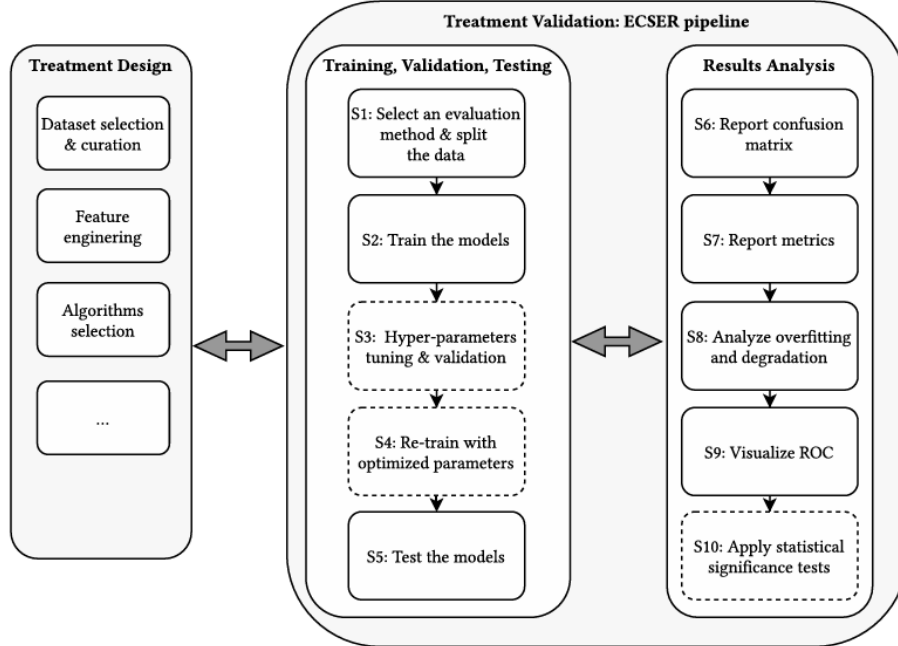 Treatment Validation: ECSER pipeline
Treatment Design
Dataset selection
& curation
Feature
enginering
Algorithms
selection
...
Training, Validation, Testing
S1: Select an evaluation
method & split
the data
S2: Train the models
S3: Hyper-parameters
tuning & validation
S4: Re-train with
optimized parameters
S5: Test the models
Results Analysis
S6: Report confusion
matrix
S7: Report metrics
S8: Analyze overfitting
and degradation
S9: Visualize ROC
S10: Apply statistical
significance tests